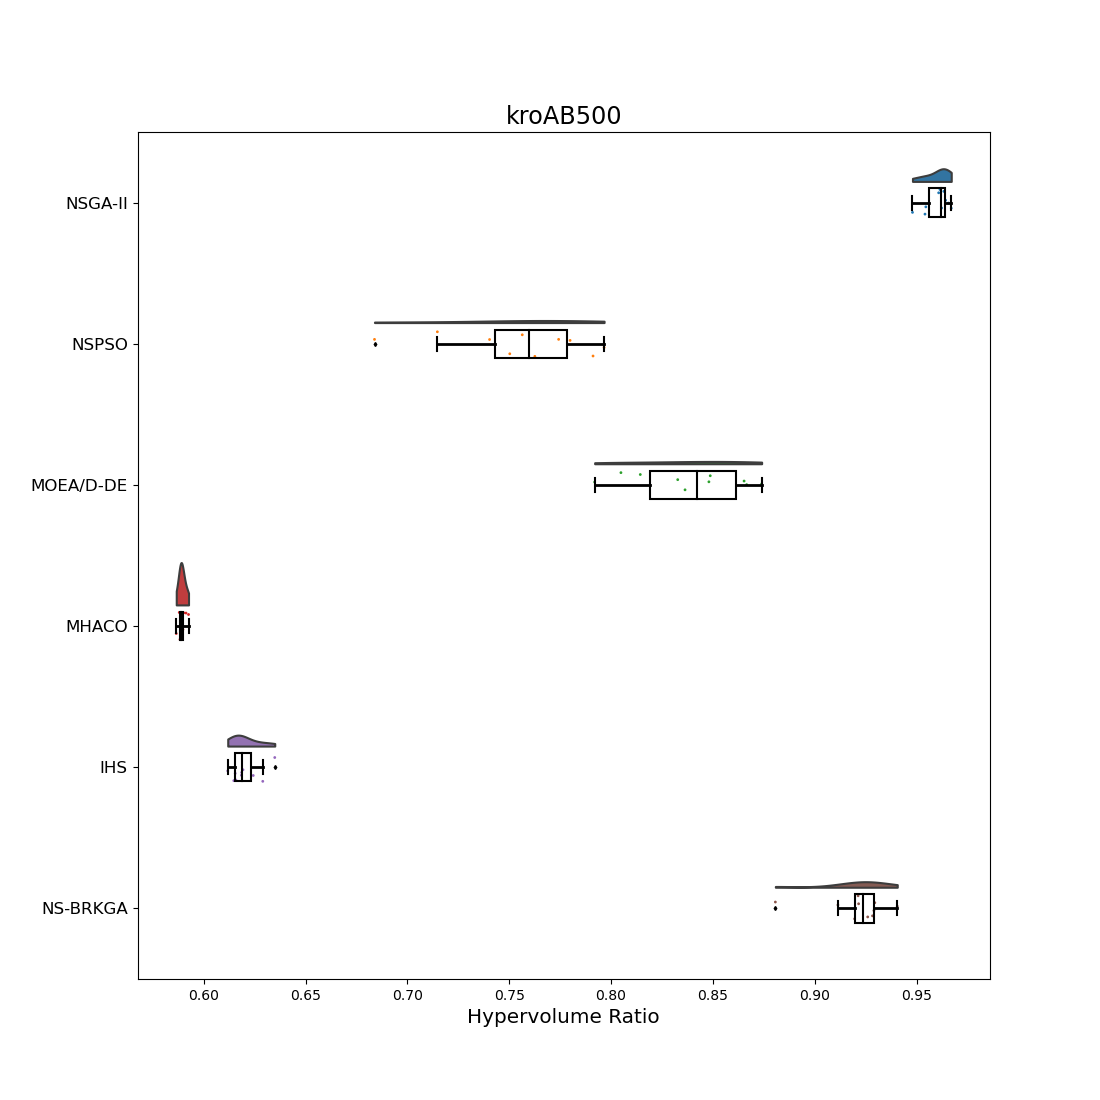 kroAB500
NSGA-II
NSPSO
MOEA/D-DE
MHACO
IHS
NS-BRKGA
0.60 0.65 0.70 0.75 0.80 0.85 0.90 0.95
Hypervolume Ratio